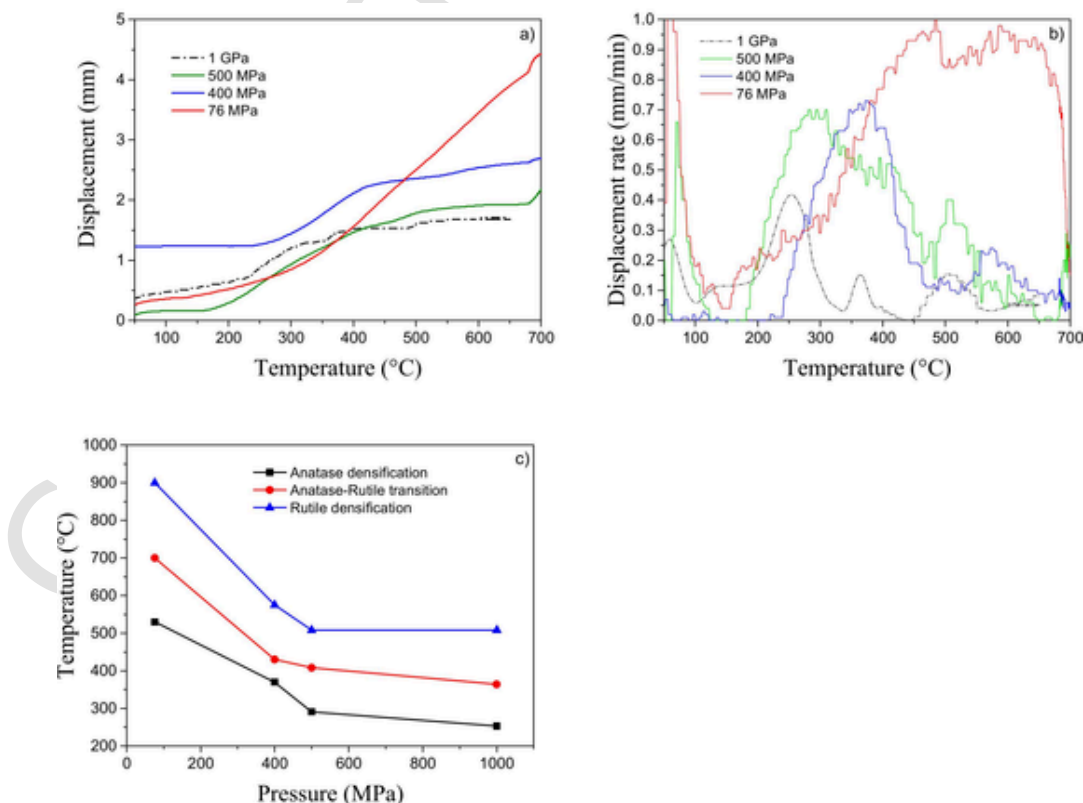 a)
1 GPa
500 MPa
400 MPa
76 MPa
Displacement (mm)
5
4
3
2
1
0
100 200 300 400 500 600 700
Temperature (°C)
b)
1 GPa
500 MPa
400 MPa
76 MPa
Displacement rate (mm/min)
1.0
0.9
0.8
0.7
0.6
0.5
0.4
0.3
0.2
0.1
0.0
100 200 300 400 500 600 700
Temperature (°C)
c)
Anatase densification
Anatase-Rutile transition
Rutile densification
Temperature (°C)
1000
900
800
700
600
500
400
300
200
0 200 400 600 800 1000
Pressure (MPa)